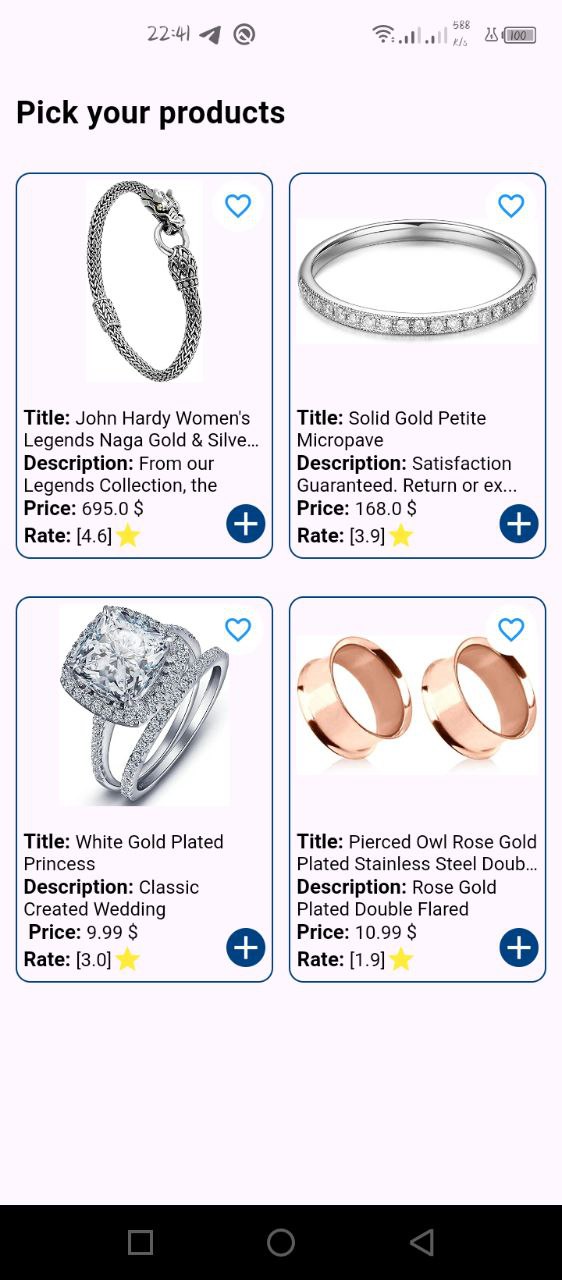 22:41
588
K/s
100
Pick your products
Title: John Hardy Women's
Legends Naga Gold & Silve...
Description: From our
Legends Collection, the
Price: 695.0 $
Rate: [4.6]
Title: Solid Gold Petite
Micropave
Description: Satisfaction
Guaranteed. Return or ex...
Price: 168.0 $
Rate: [3.9]
Title: White Gold Plated
Princess
Description: Classic
Created Wedding
Price: 9.99 $
Rate: [3.0]
Title: Pierced Owl Rose Gold
Plated Stainless Steel Doub...
Description: Rose Gold
Plated Double Flared
Price: 10.99 $
Rate: [1.9]